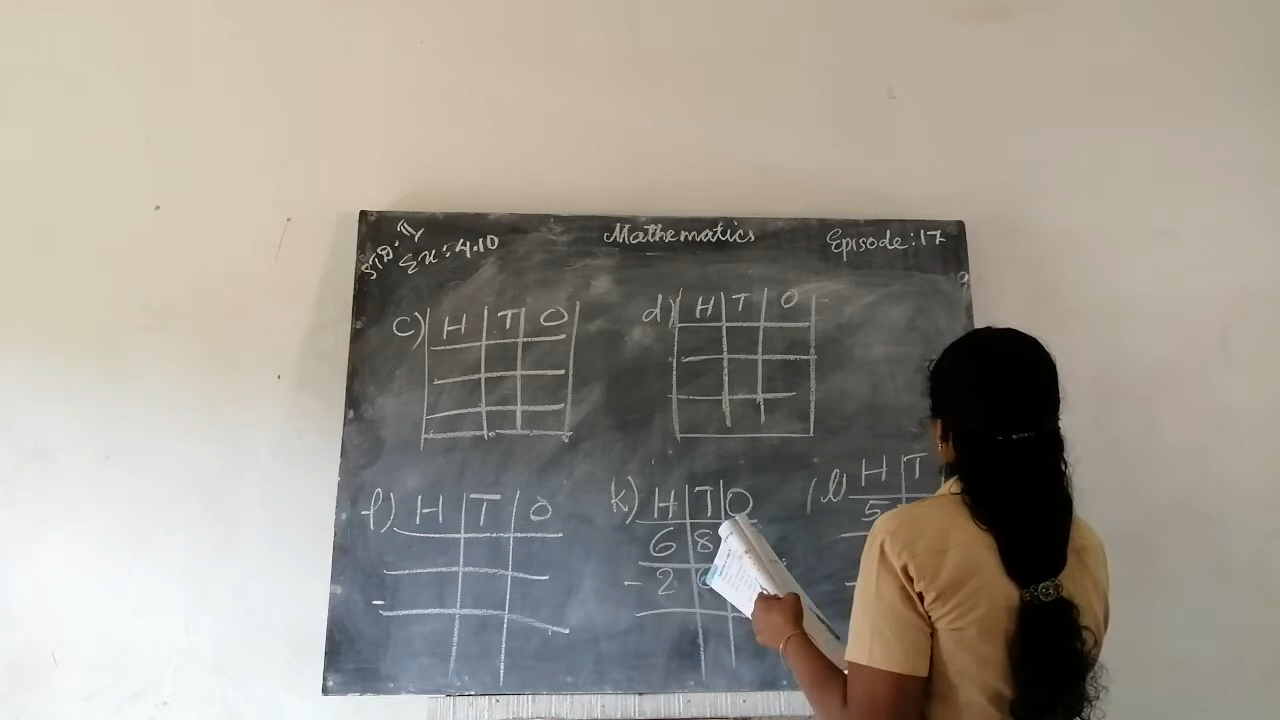 STD: II
Ex: 4.10
Mathematics
Episode: 17
c) H T O
d) H T O
f) H T O
k) H T O
6 8
- 2
l) H T
5